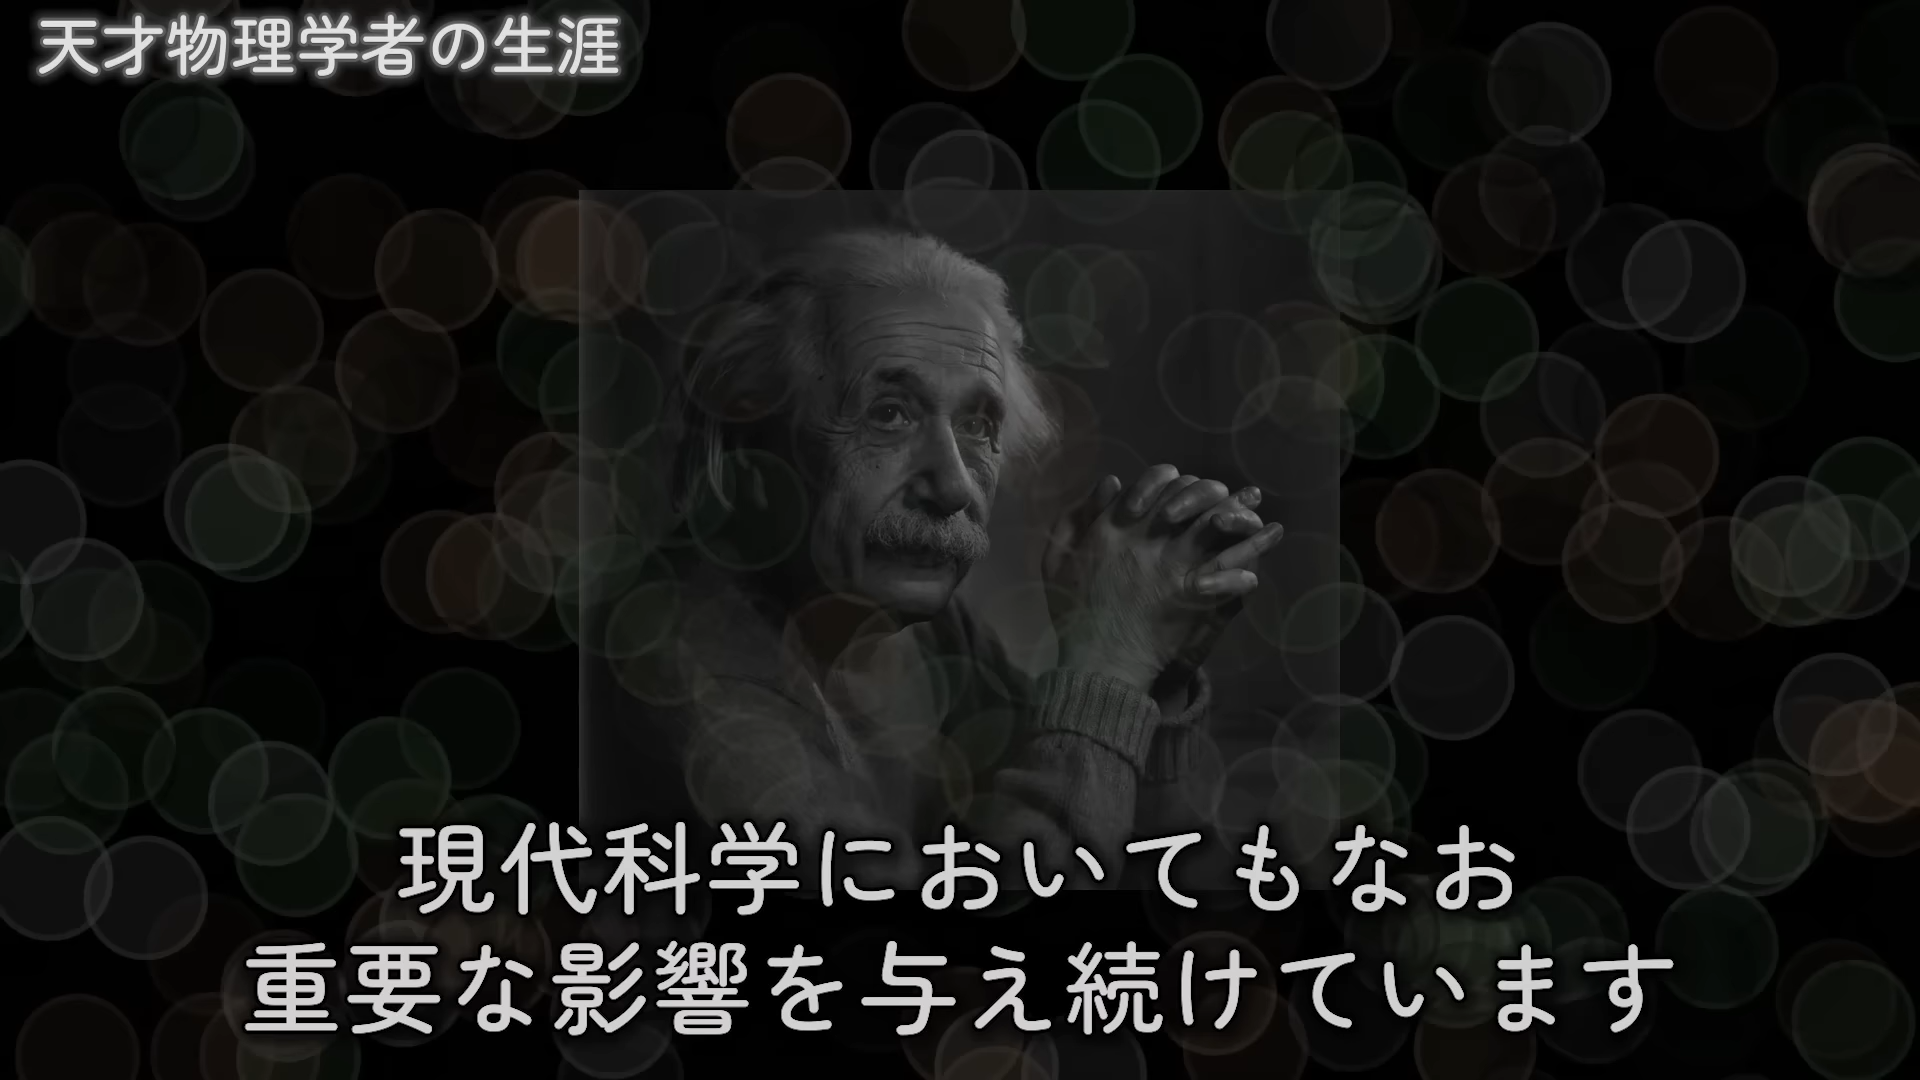 天才物理学者の生涯
現代科学においてもなお
重要な影響を与え続けています